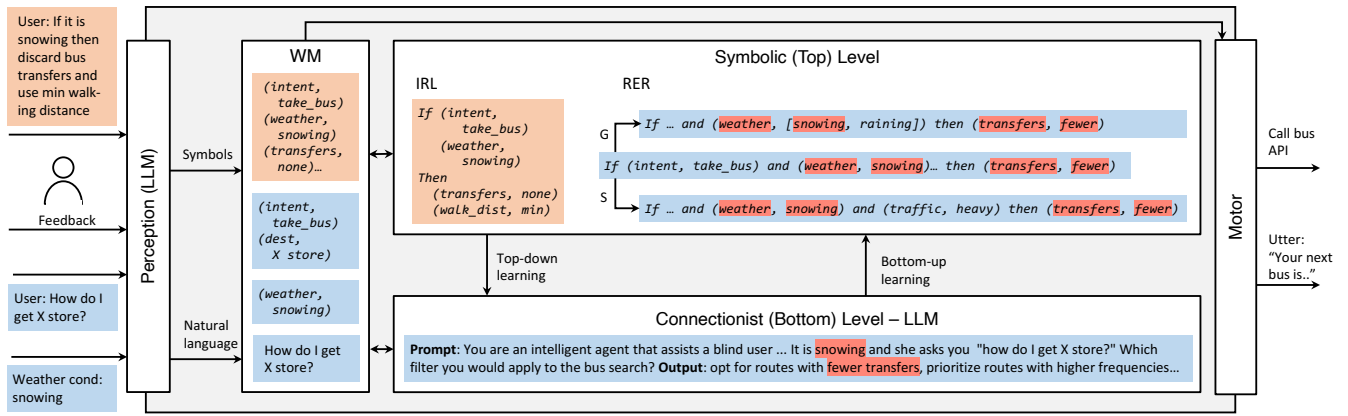 User: If it is
snowing then
discard bus
transfers and
use min walk-
ing distance
Feedback
User: How do I
get X store?
Weather cond:
snowing
Perception (LLM)
Symbols
Natural
language
WM
(intent,
take_bus)
(weather,
snowing)
(transfers,
none)…
(intent,
take_bus)
(dest,
X store)
(weather,
snowing)
How do I get
X store?
Symbolic (Top) Level
IRL
If (intent,
take_bus)
(weather,
snowing)
Then
(transfers, none)
(walk_dist, min)
RER
G
S
If … and (weather, [snowing, raining]) then (transfers, fewer)
If (intent, take_bus) and (weather, snowing)… then (transfers, fewer)
If … and (weather, snowing) and (traffic, heavy) then (transfers, fewer)
Top-down
learning
Bottom-up
learning
Connectionist (Bottom) Level – LLM
Prompt: You are an intelligent agent that assists a blind user ... It is snowing and she asks you "how do I get X store?" Which
filter you would apply to the bus search? Output: opt for routes with fewer transfers, prioritize routes with higher frequencies…
Motor
Call bus
API
Utter:
“Your next
bus is..”